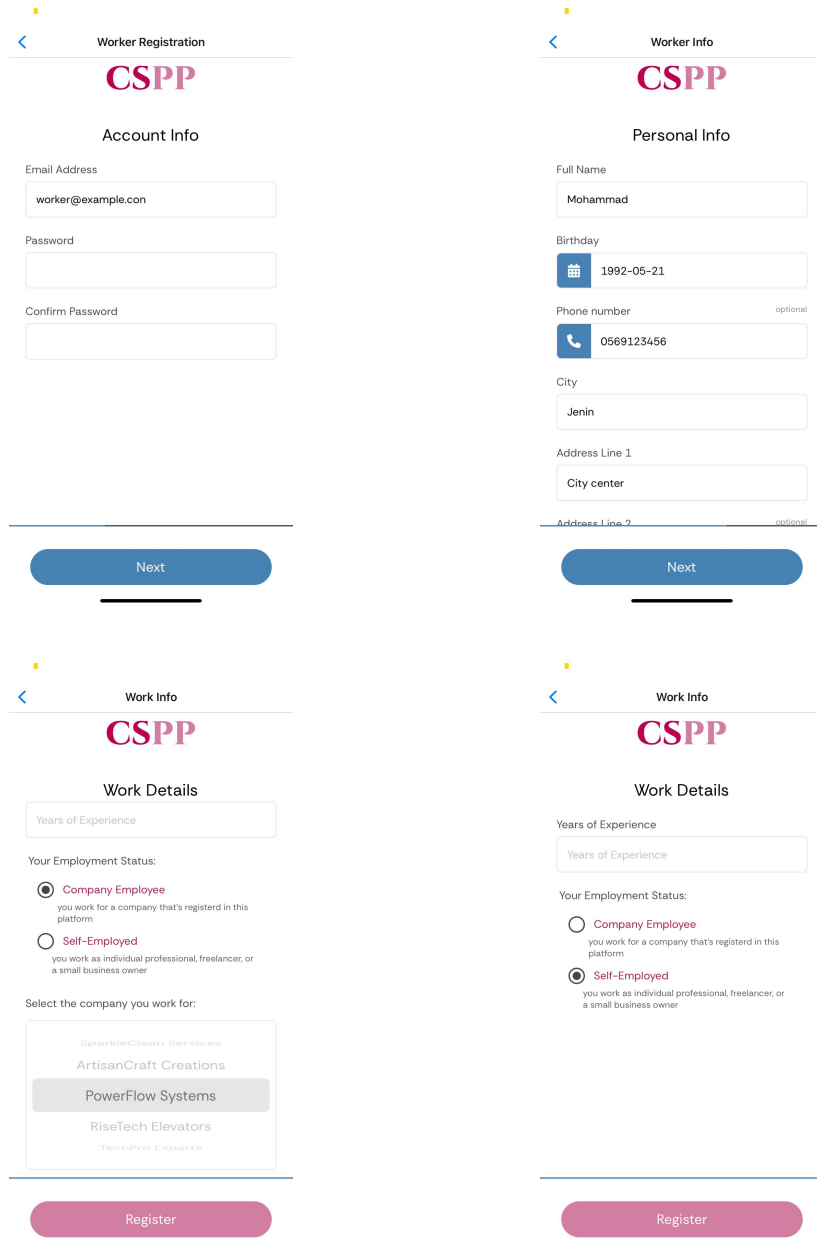 Worker Registration
CSPP
Account Info
Email Address
worker@example.con
Password
Confirm Password
Next
Worker Info
CSPP
Personal Info
Full Name
Mohammad
Birthday
1992-05-21
Phone number optional
0569123456
City
Jenin
Address Line 1
City center
Address Line 2 optional
Next
Work Info
CSPP
Work Details
Years of Experience
Your Employment Status:
Company Employee
you work for a company that's registerd in this
platform
Self-Employed
you work as individual professional, freelancer, or
a small business owner
Select the company you work for:
SparkleClean Services
ArtisanCraft Creations
PowerFlow Systems
RiseTech Elevators
TechPro Experts
Register
Work Info
CSPP
Work Details
Years of Experience
Years of Experience
Your Employment Status:
Company Employee
you work for a company that's registerd in this
platform
Self-Employed
you work as individual professional, freelancer, or
a small business owner
Register